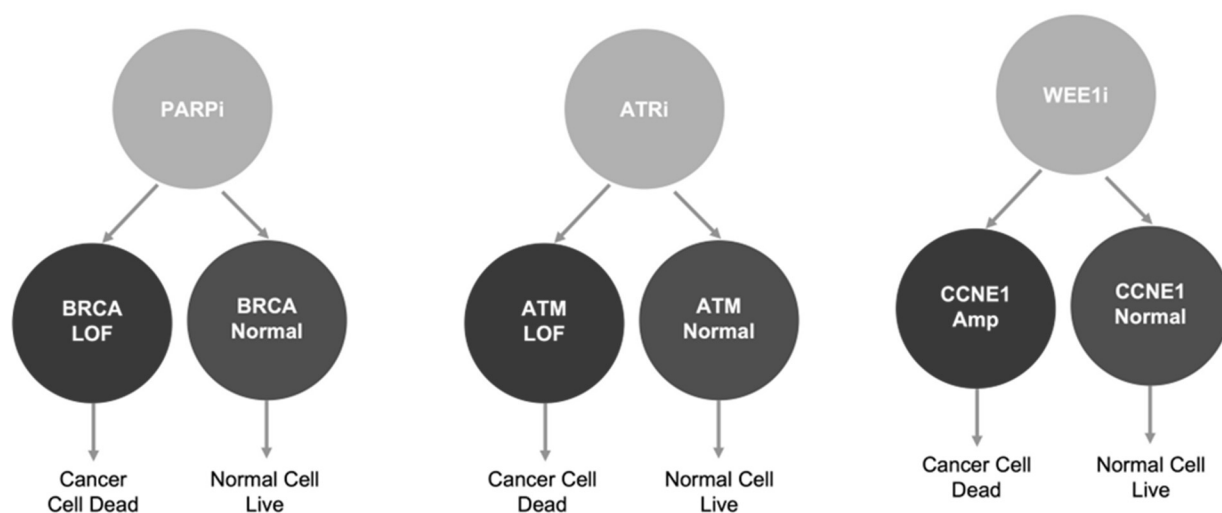 PARPi
BRCA
LOF
BRCA
Normal
Cancer
Cell Dead
Normal Cell
Live
ATRi
ATM
LOF
ATM
Normal
Cancer Cell
Dead
Normal Cell
Live
WEE1i
CCNE1
Amp
CCNE1
Normal
Cancer Cell
Dead
Normal Cell
Live